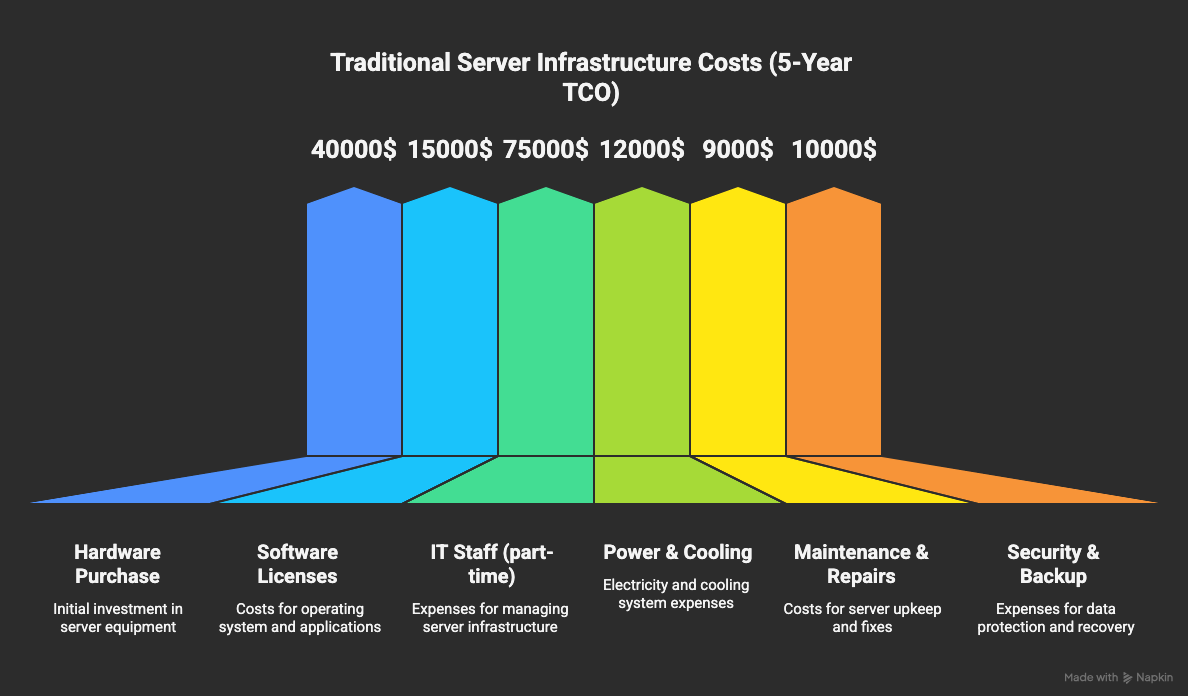 Traditional Server Infrastructure Costs (5-Year
TCO)
40000$ 15000$ 75000$ 12000$ 9000$ 10000$
Hardware
Purchase
Initial investment in
server equipment
Software
Licenses
Costs for operating
system and applications
IT Staff (part-
time)
Expenses for managing
server infrastructure
Power & Cooling
Electricity and cooling
system expenses
Maintenance &
Repairs
Costs for server upkeep
and fixes
Security &
Backup
Expenses for data
protection and recovery
Made with Napkin